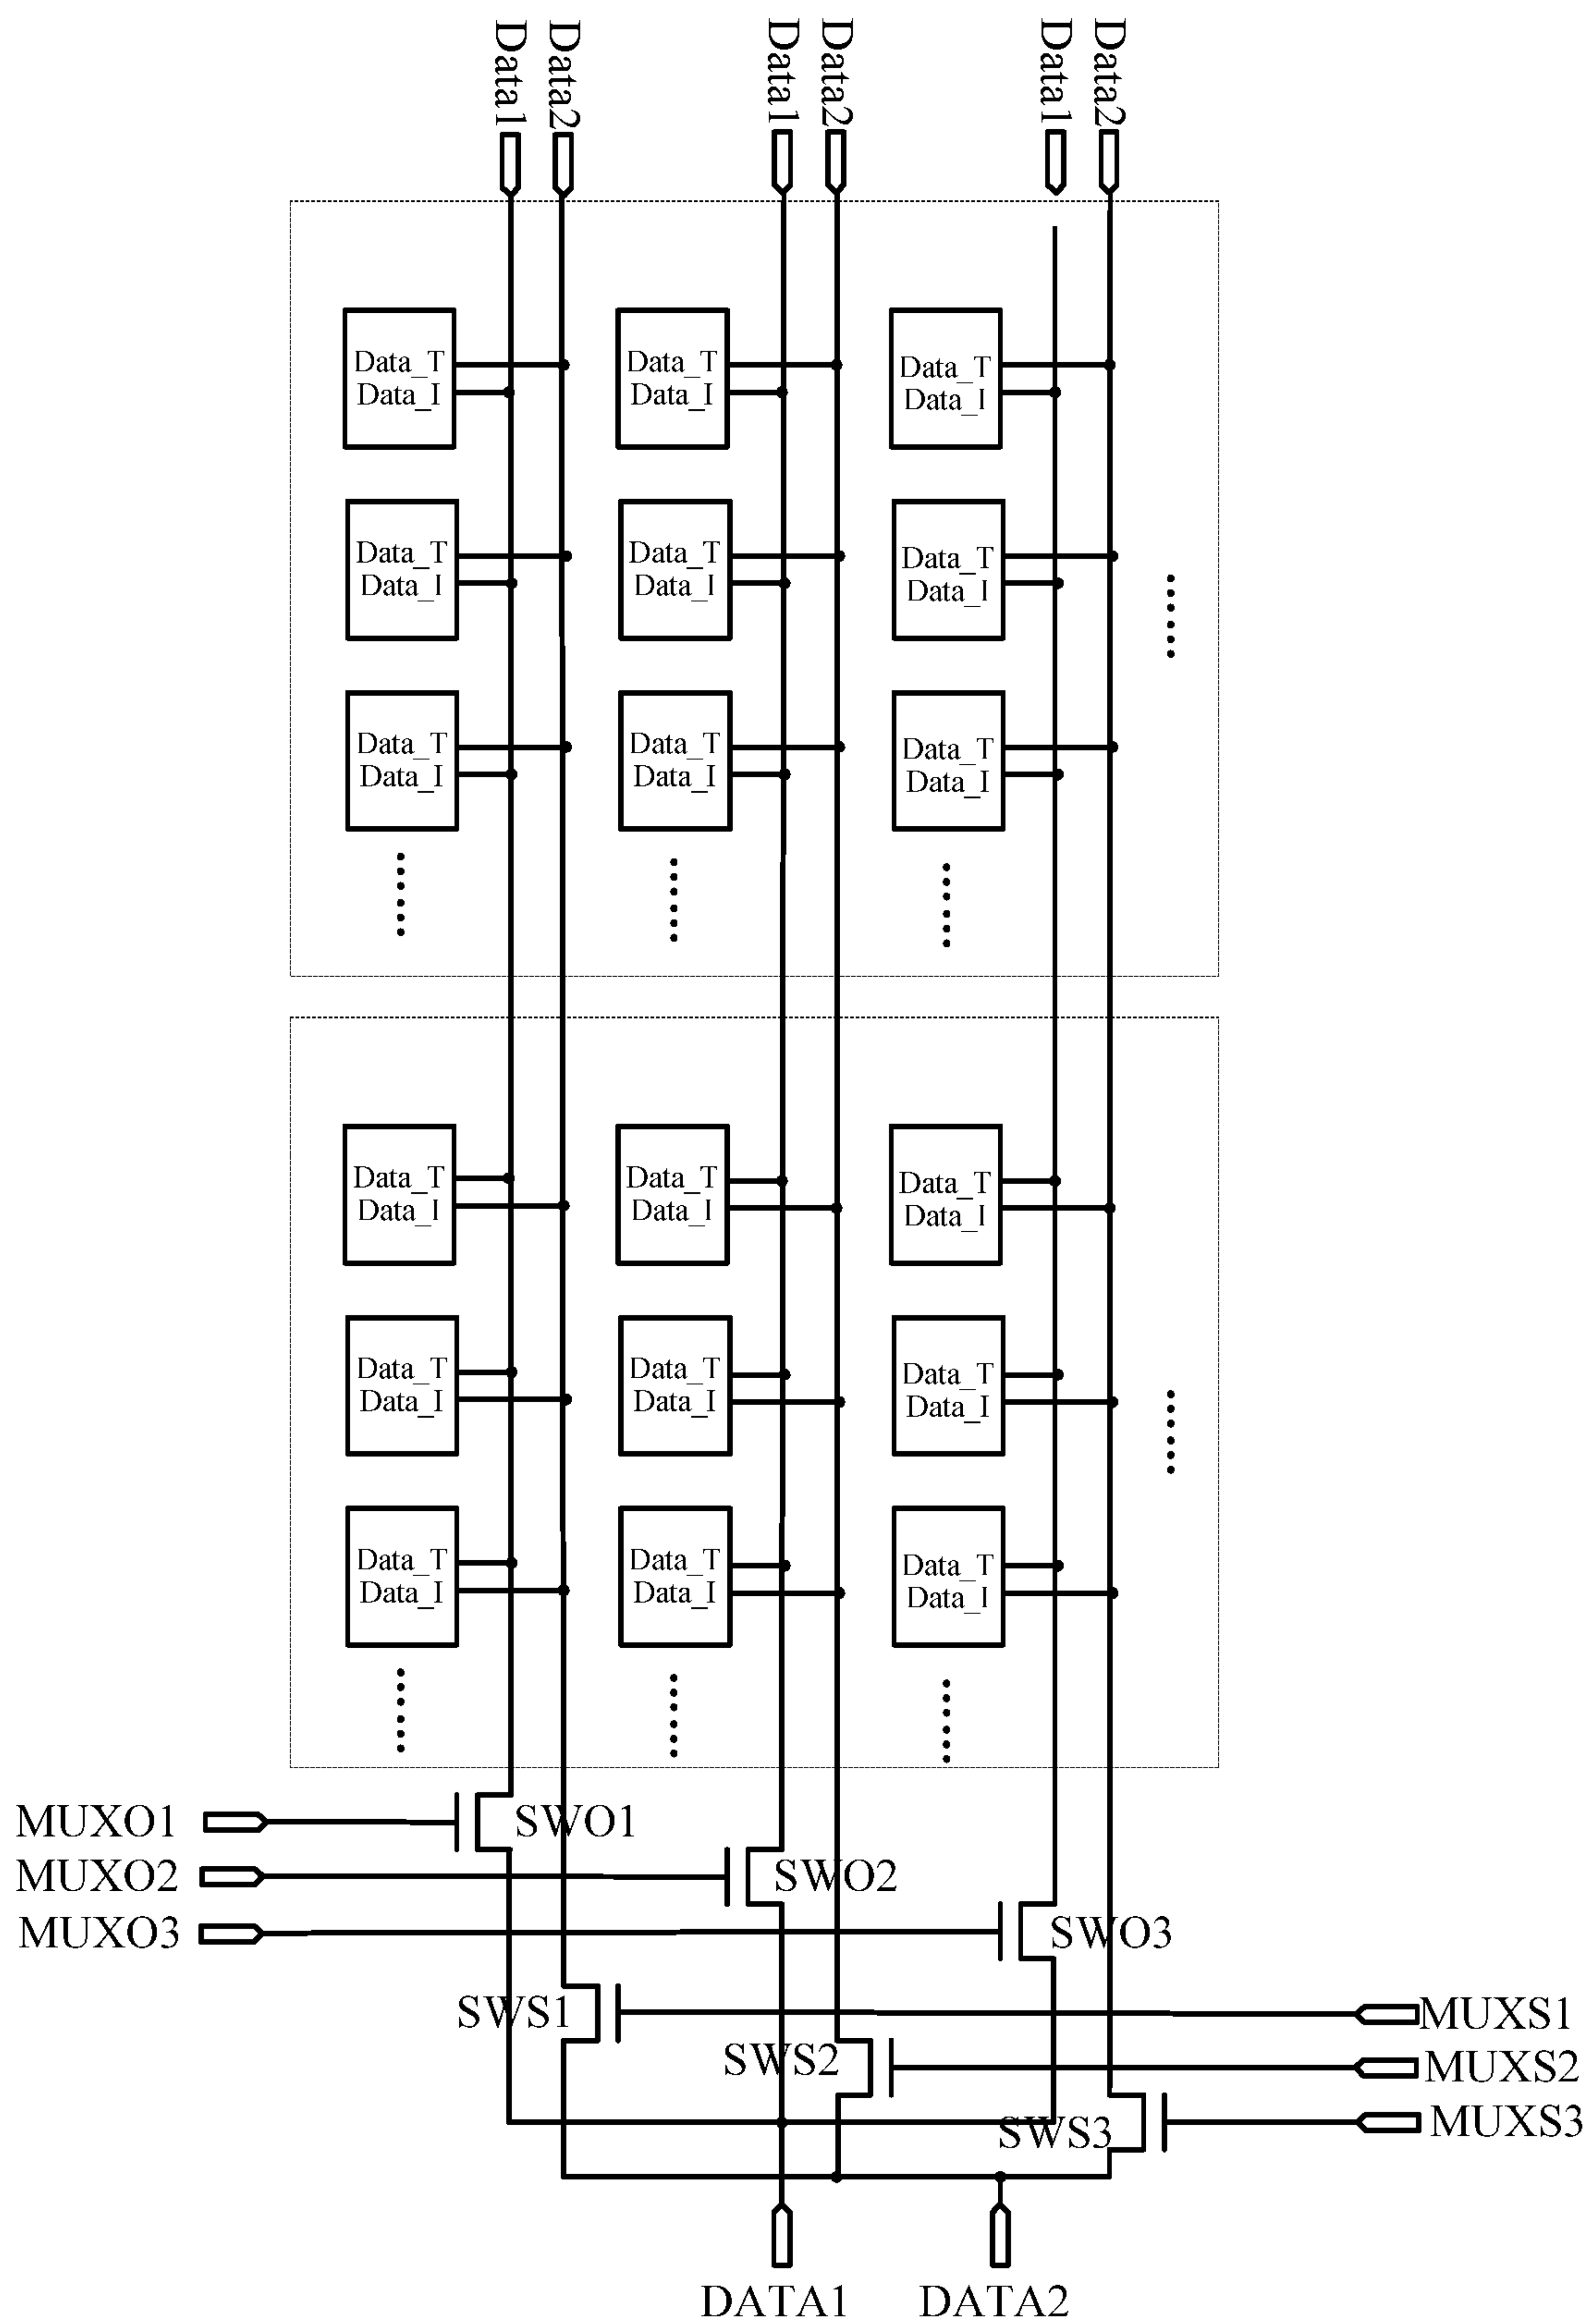 Data1
Data2
Data1
Data2
Data1
Data2
Data_T
Data_I
Data_T
Data_I
Data_T
Data_I
Data_T
Data_I
Data_T
Data_I
Data_T
Data_I
Data_T
Data_I
Data_T
Data_I
Data_T
Data_I
Data_T
Data_I
Data_T
Data_I
Data_T
Data_I
Data_T
Data_I
Data_T
Data_I
Data_T
Data_I
Data_T
Data_I
Data_T
Data_I
Data_T
Data_I
MUXO1
SWO1
MUXO2
SWO2
MUXO3
SWO3
SWS1
MUXS1
SWS2
MUXS2
SWS3
MUXS3
DATA1
DATA2